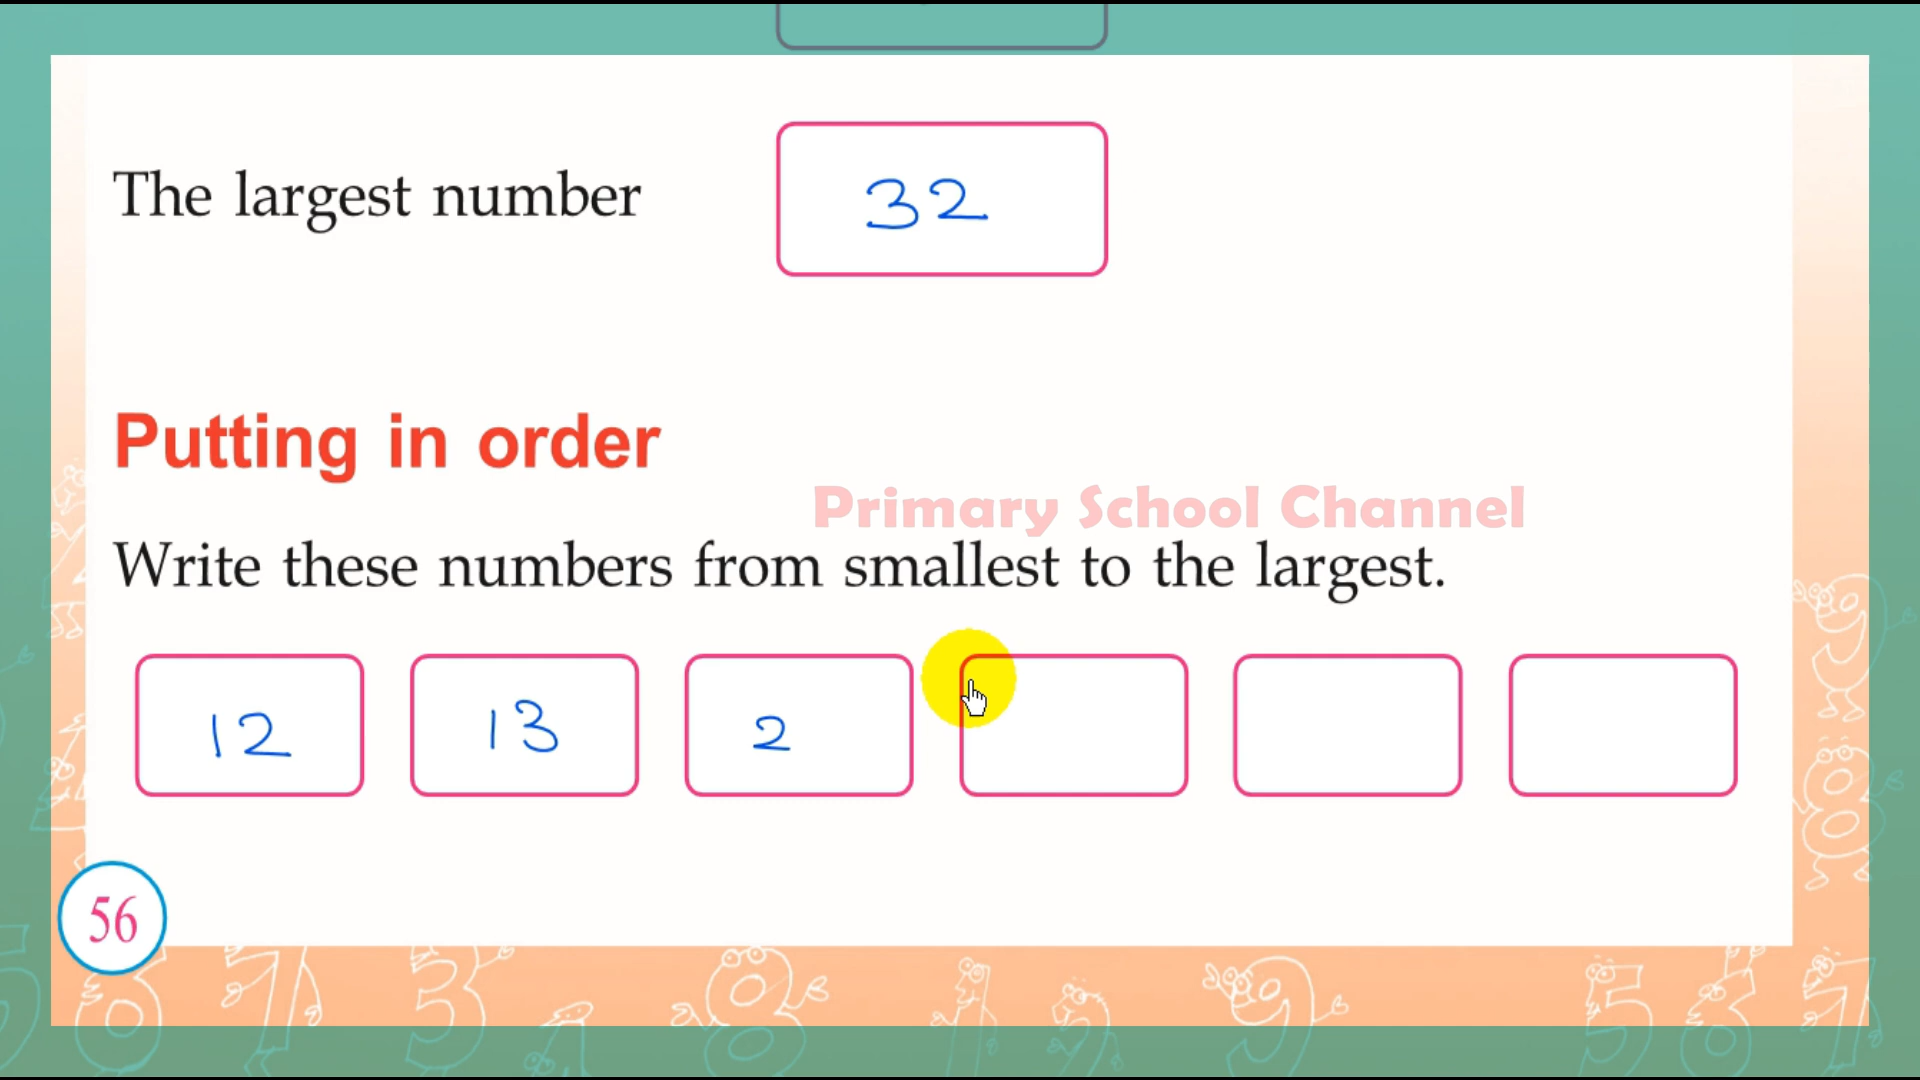 The largest number 32
Putting in order
Primary School Channel
Write these numbers from smallest to the largest.
12 13 2
56